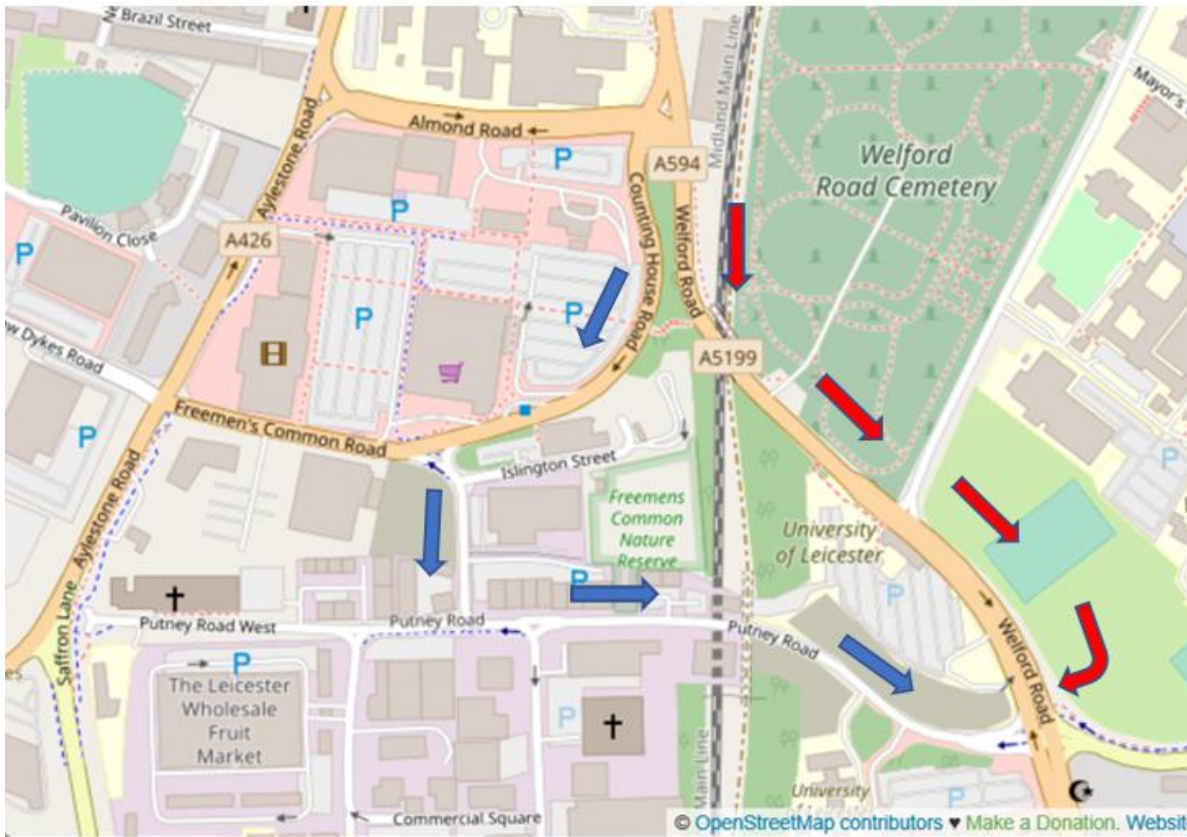 Brazil Street
Almond Road
Aylestone Road
A594
Midland Main Line
Mayor's
Welford
Road Cemetery
Pavilion Close
A426
P
P
P
P
P
Counting House Road
Welford Road
A5199
Dykes Road
Freemen's Common Road
P
Islington Street
Aylestone Road
Freemens
Common
Nature
Reserve
University
of Leicester
P
P
P
Saffron Lane
Putney Road West
Putney Road
Putney Road
Welford Road
P
The Leicester
Wholesale
Fruit
Market
P
Main Line
University
Commercial Square
© OpenStreetMap contributors ♥ Make a Donation. Websit